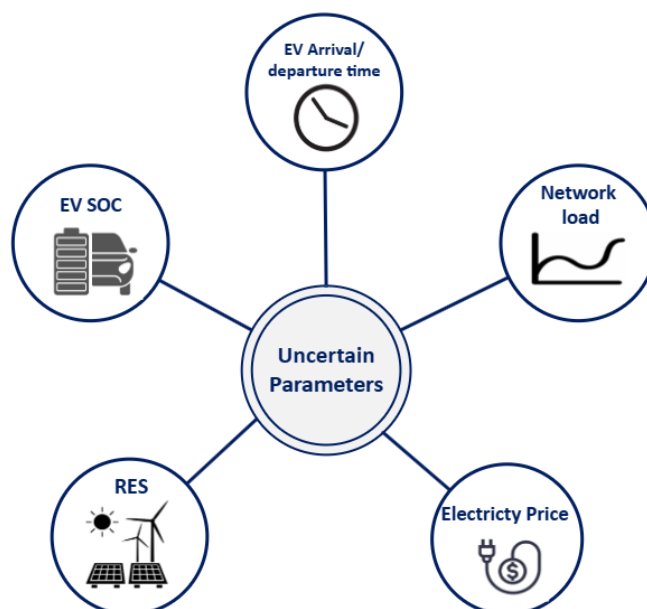 EV Arrival/
departure time
EV SOC
Network
load
Uncertain
Parameters
RES
Electricty Price
$